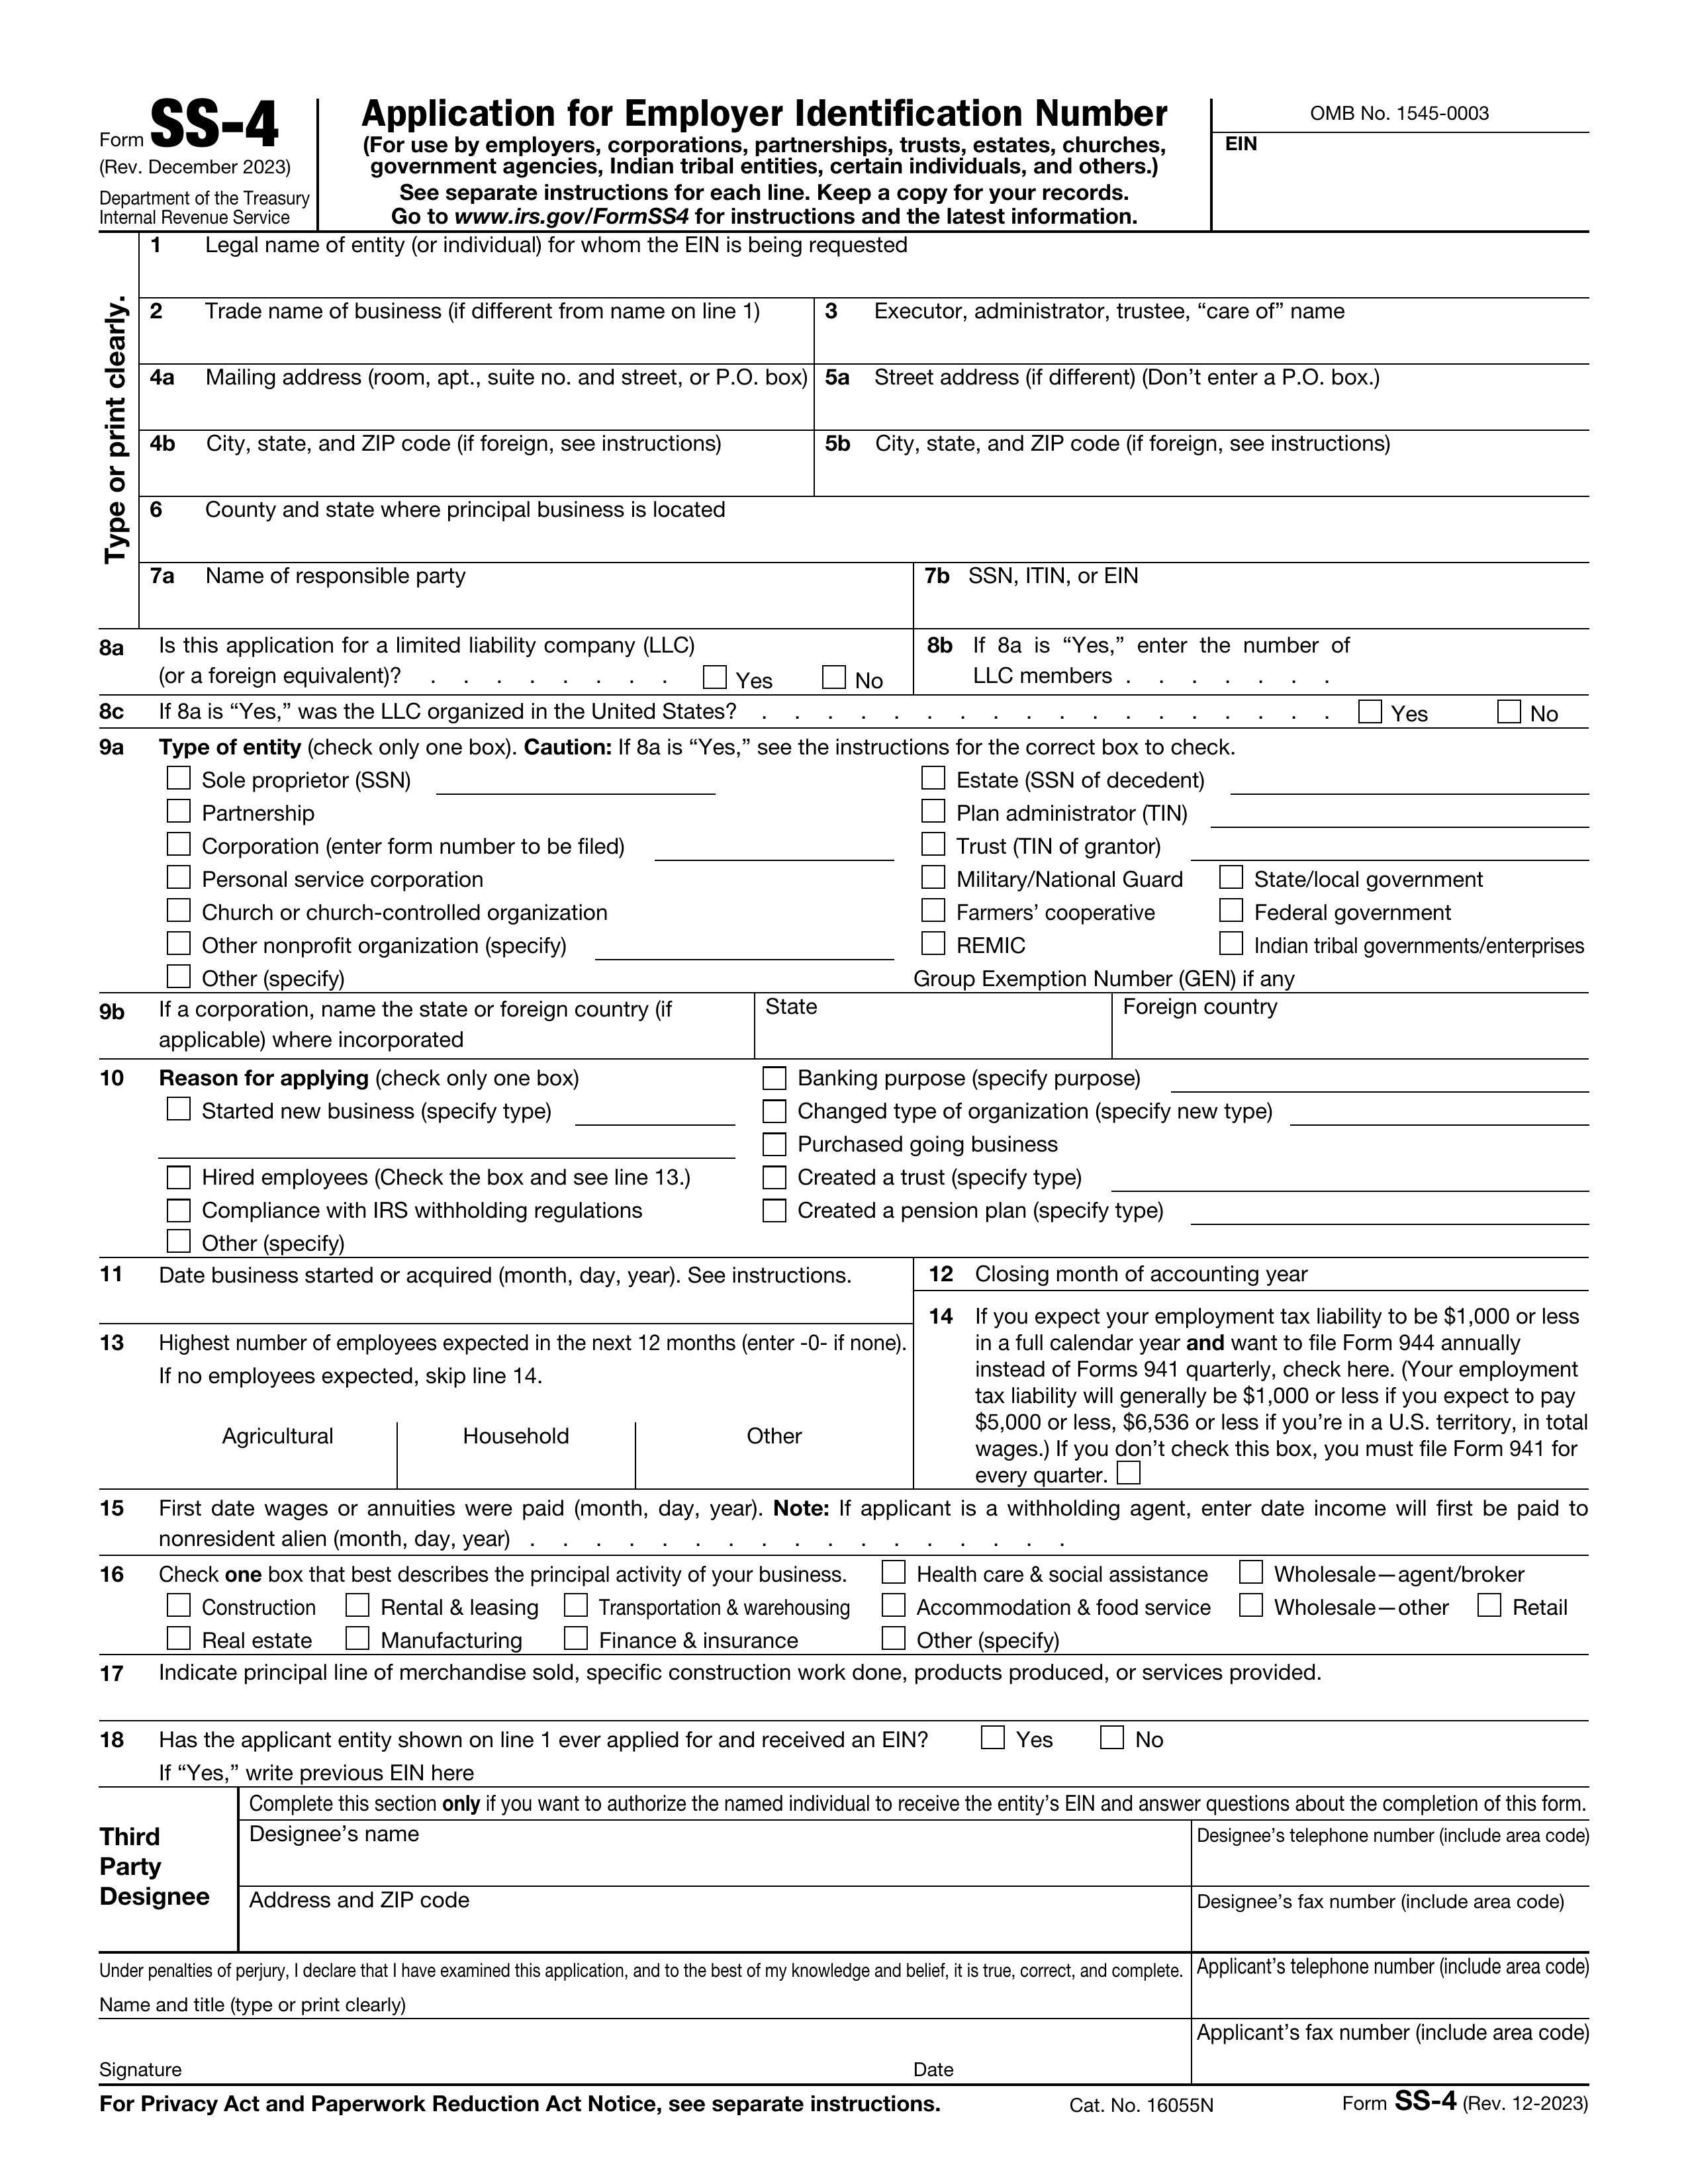 Form SS-4
(Rev. December 2023)
Department of the Treasury
Internal Revenue Service
Application for Employer Identification Number
(For use by employers, corporations, partnerships, trusts, estates, churches,
government agencies, Indian tribal entities, certain individuals, and others.)
See separate instructions for each line. Keep a copy for your records.
Go to www.irs.gov/FormSS4 for instructions and the latest information.
OMB No. 1545-0003
EIN
Type or print clearly.
1 Legal name of entity (or individual) for whom the EIN is being requested
2 Trade name of business (if different from name on line 1)
3 Executor, administrator, trustee, “care of” name
4a Mailing address (room, apt., suite no. and street, or P.O. box)
5a Street address (if different) (Don’t enter a P.O. box.)
4b City, state, and ZIP code (if foreign, see instructions)
5b City, state, and ZIP code (if foreign, see instructions)
6 County and state where principal business is located
7a Name of responsible party
7b SSN, ITIN, or EIN
8a Is this application for a limited liability company (LLC)
(or a foreign equivalent)? . . . . . . . . Yes No
8b If 8a is “Yes,” enter the number of
LLC members . . . . . . .
8c If 8a is “Yes,” was the LLC organized in the United States? . . . . . . . . . . . . . . . . . . Yes No
9a Type of entity (check only one box). Caution: If 8a is “Yes,” see the instructions for the correct box to check.
Sole proprietor (SSN)
Estate (SSN of decedent)
Partnership
Plan administrator (TIN)
Corporation (enter form number to be filed)
Trust (TIN of grantor)
Personal service corporation
Military/National Guard State/local government
Church or church-controlled organization
Farmers’ cooperative Federal government
Other nonprofit organization (specify)
REMIC Indian tribal governments/enterprises
Other (specify)
Group Exemption Number (GEN) if any
9b If a corporation, name the state or foreign country (if
applicable) where incorporated
State
Foreign country
10 Reason for applying (check only one box)
Banking purpose (specify purpose)
Started new business (specify type)
Changed type of organization (specify new type)
Purchased going business
Hired employees (Check the box and see line 13.)
Created a trust (specify type)
Compliance with IRS withholding regulations
Created a pension plan (specify type)
Other (specify)
11 Date business started or acquired (month, day, year). See instructions.
12 Closing month of accounting year
13 Highest number of employees expected in the next 12 months (enter -0- if none).
If no employees expected, skip line 14.
Agricultural Household Other
14 If you expect your employment tax liability to be $1,000 or less
in a full calendar year and want to file Form 944 annually
instead of Forms 941 quarterly, check here. (Your employment
tax liability will generally be $1,000 or less if you expect to pay
$5,000 or less, $6,536 or less if you’re in a U.S. territory, in total
wages.) If you don’t check this box, you must file Form 941 for
every quarter.
15 First date wages or annuities were paid (month, day, year). Note: If applicant is a withholding agent, enter date income will first be paid to
nonresident alien (month, day, year) . . . . . . . . . . . . . . . . .
16 Check one box that best describes the principal activity of your business. Health care & social assistance Wholesale—agent/broker
Construction Rental & leasing Transportation & warehousing Accommodation & food service Wholesale—other Retail
Real estate Manufacturing Finance & insurance Other (specify)
17 Indicate principal line of merchandise sold, specific construction work done, products produced, or services provided.
18 Has the applicant entity shown on line 1 ever applied for and received an EIN? Yes No
If “Yes,” write previous EIN here
Third
Party
Designee
Complete this section only if you want to authorize the named individual to receive the entity’s EIN and answer questions about the completion of this form.
Designee’s name
Designee’s telephone number (include area code)
Address and ZIP code
Designee’s fax number (include area code)
Under penalties of perjury, I declare that I have examined this application, and to the best of my knowledge and belief, it is true, correct, and complete.
Applicant’s telephone number (include area code)
Name and title (type or print clearly)
Applicant’s fax number (include area code)
Signature Date
For Privacy Act and Paperwork Reduction Act Notice, see separate instructions. Cat. No. 16055N Form SS-4 (Rev. 12-2023)